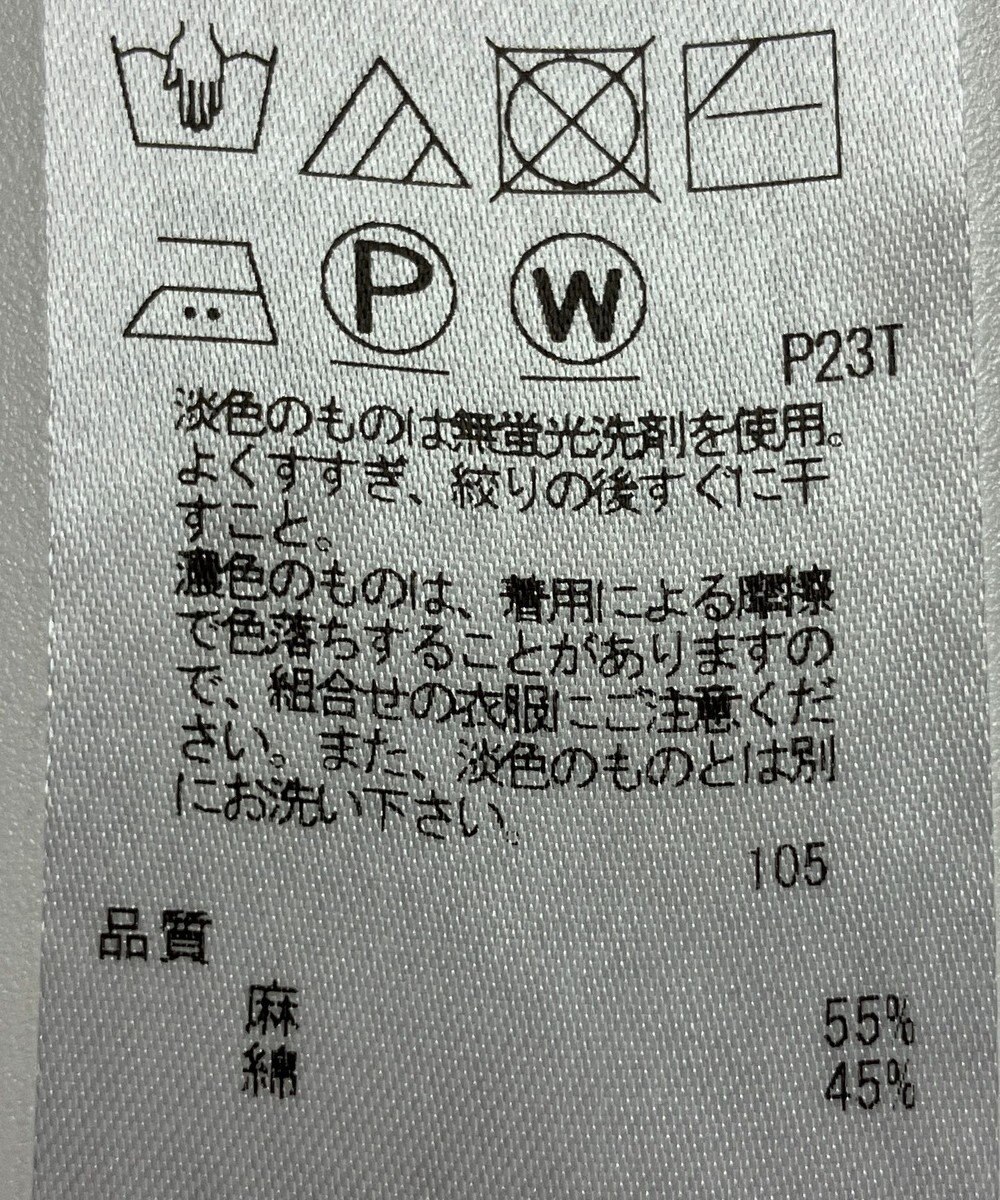 P W
P23T
淡色のものは無蛍光洗剤を使用。
よくすすぎ、絞りの後すぐに干
すこと。
濃色のものは、着用による摩擦
で色落ちすることがありますの
で、組合せの衣服にご注意くだ
さい。また、淡色のものとは別
にお洗い下さい。
105
品質
麻 55%
綿 45%